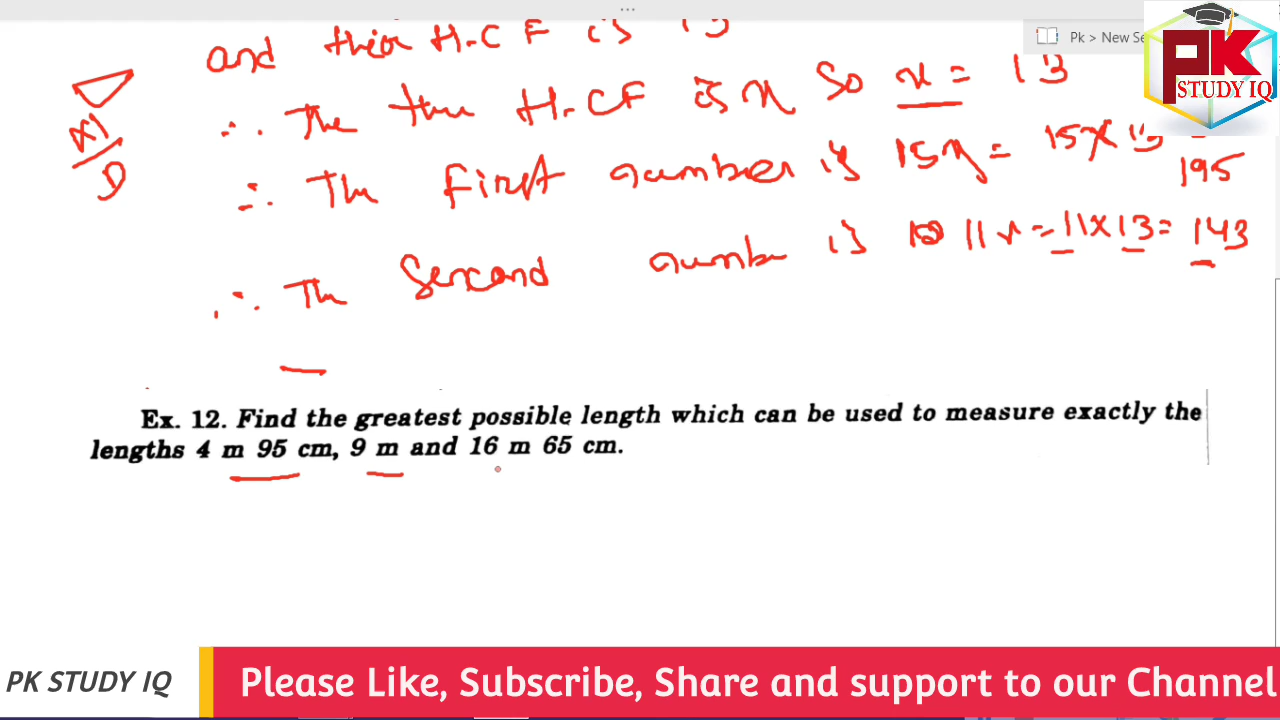 and their H.C F is 13
Pk > New Se
PK
STUDY IQ
∴ The the H.CF is x So x = 13
∴ The first number is 15x = 15 x 13 =
195
∴ The Second number is 11x = 11 x 13 = 143
Ex. 12. Find the greatest possible length which can be used to measure exactly the
lengths 4 m 95 cm, 9 m and 16 m 65 cm.
PK STUDY IQ
Please Like, Subscribe, Share and support to our Channel